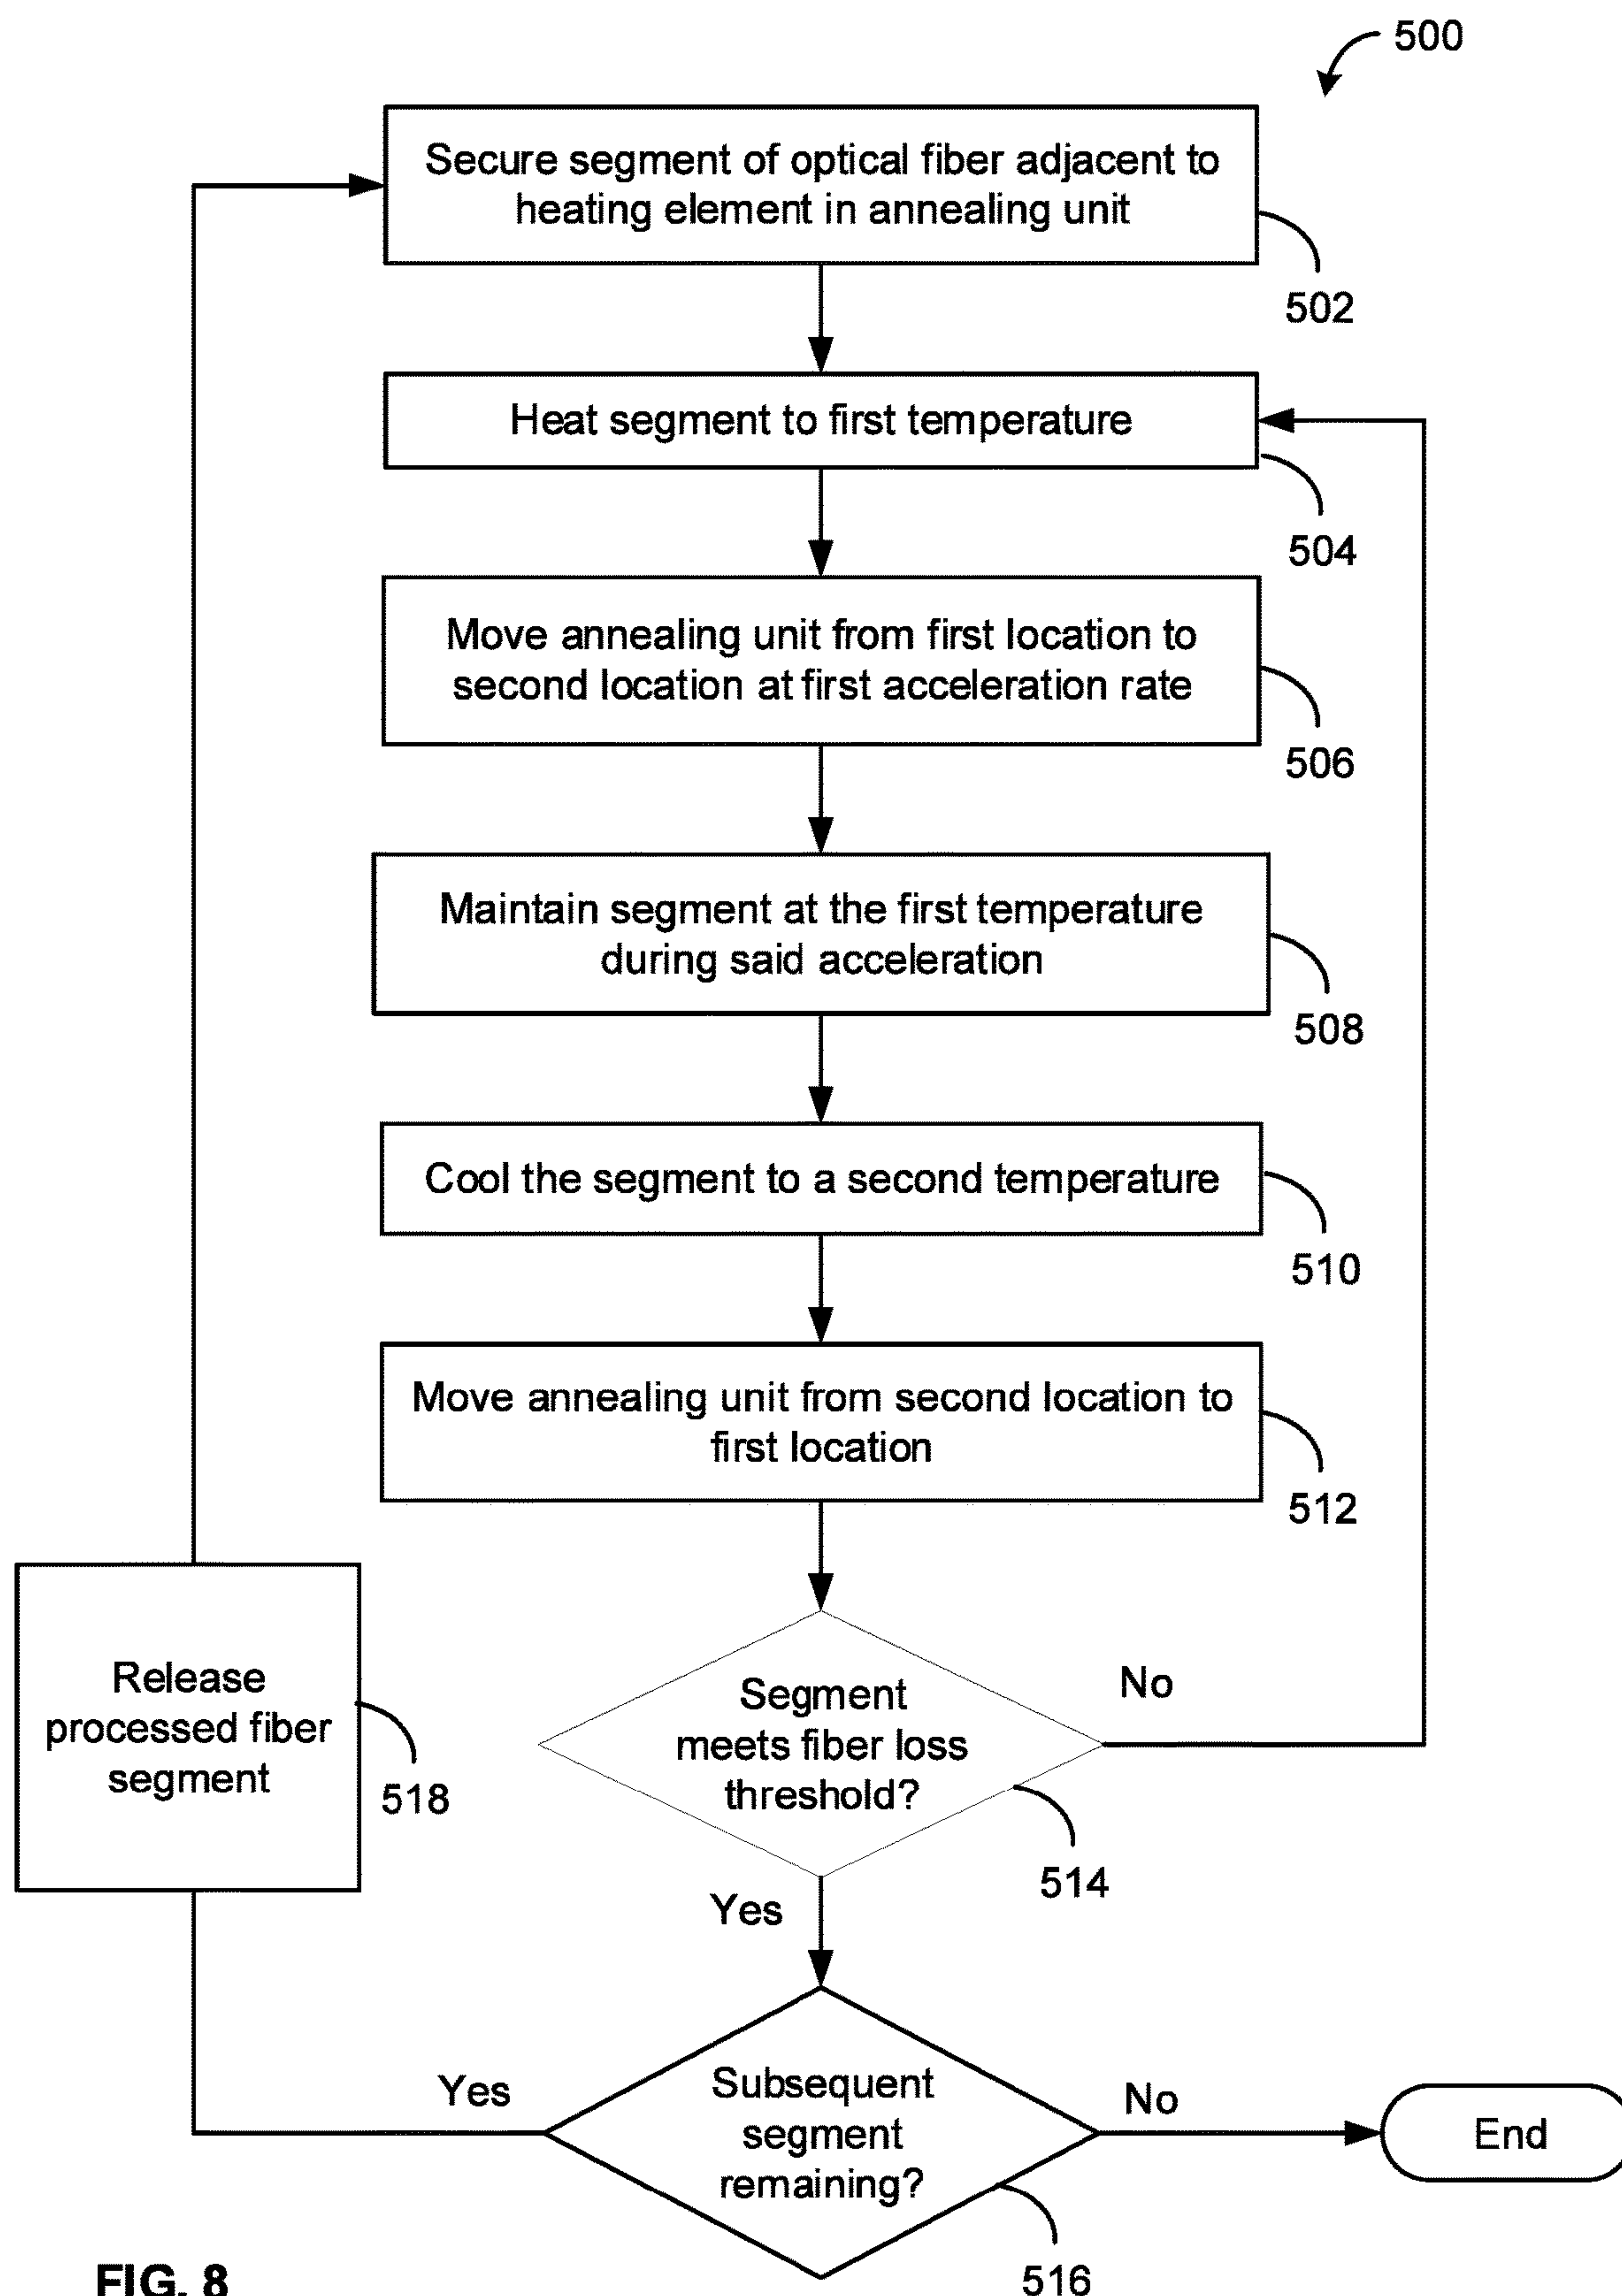 500
Secure segment of optical fiber adjacent to
heating element in annealing unit
502
Heat segment to first temperature
504
Move annealing unit from first location to
second location at first acceleration rate
506
Maintain segment at the first temperature
during said acceleration
508
Cool the segment to a second temperature
510
Move annealing unit from second location to
first location
512
Release
processed fiber
segment
518
Segment
meets fiber loss
threshold?
No
514
Yes
Subsequent
segment
remaining?
Yes
No
End
516
FIG. 8